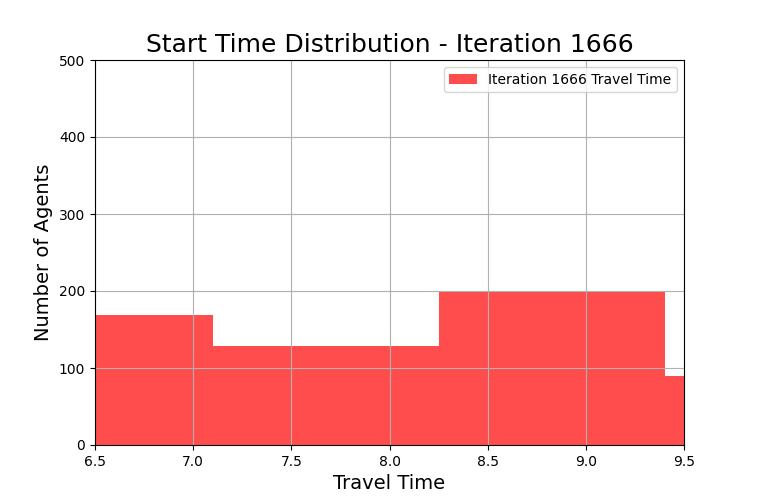 Start Time Distribution - Iteration 1666
Iteration 1666 Travel Time
Number of Agents
500
400
300
200
100
0
6.5 7.0 7.5 8.0 8.5 9.0 9.5
Travel Time